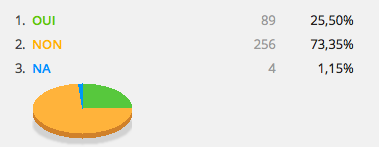 1. OUI 89 25,50%
2. NON 256 73,35%
3. NA 4 1,15%